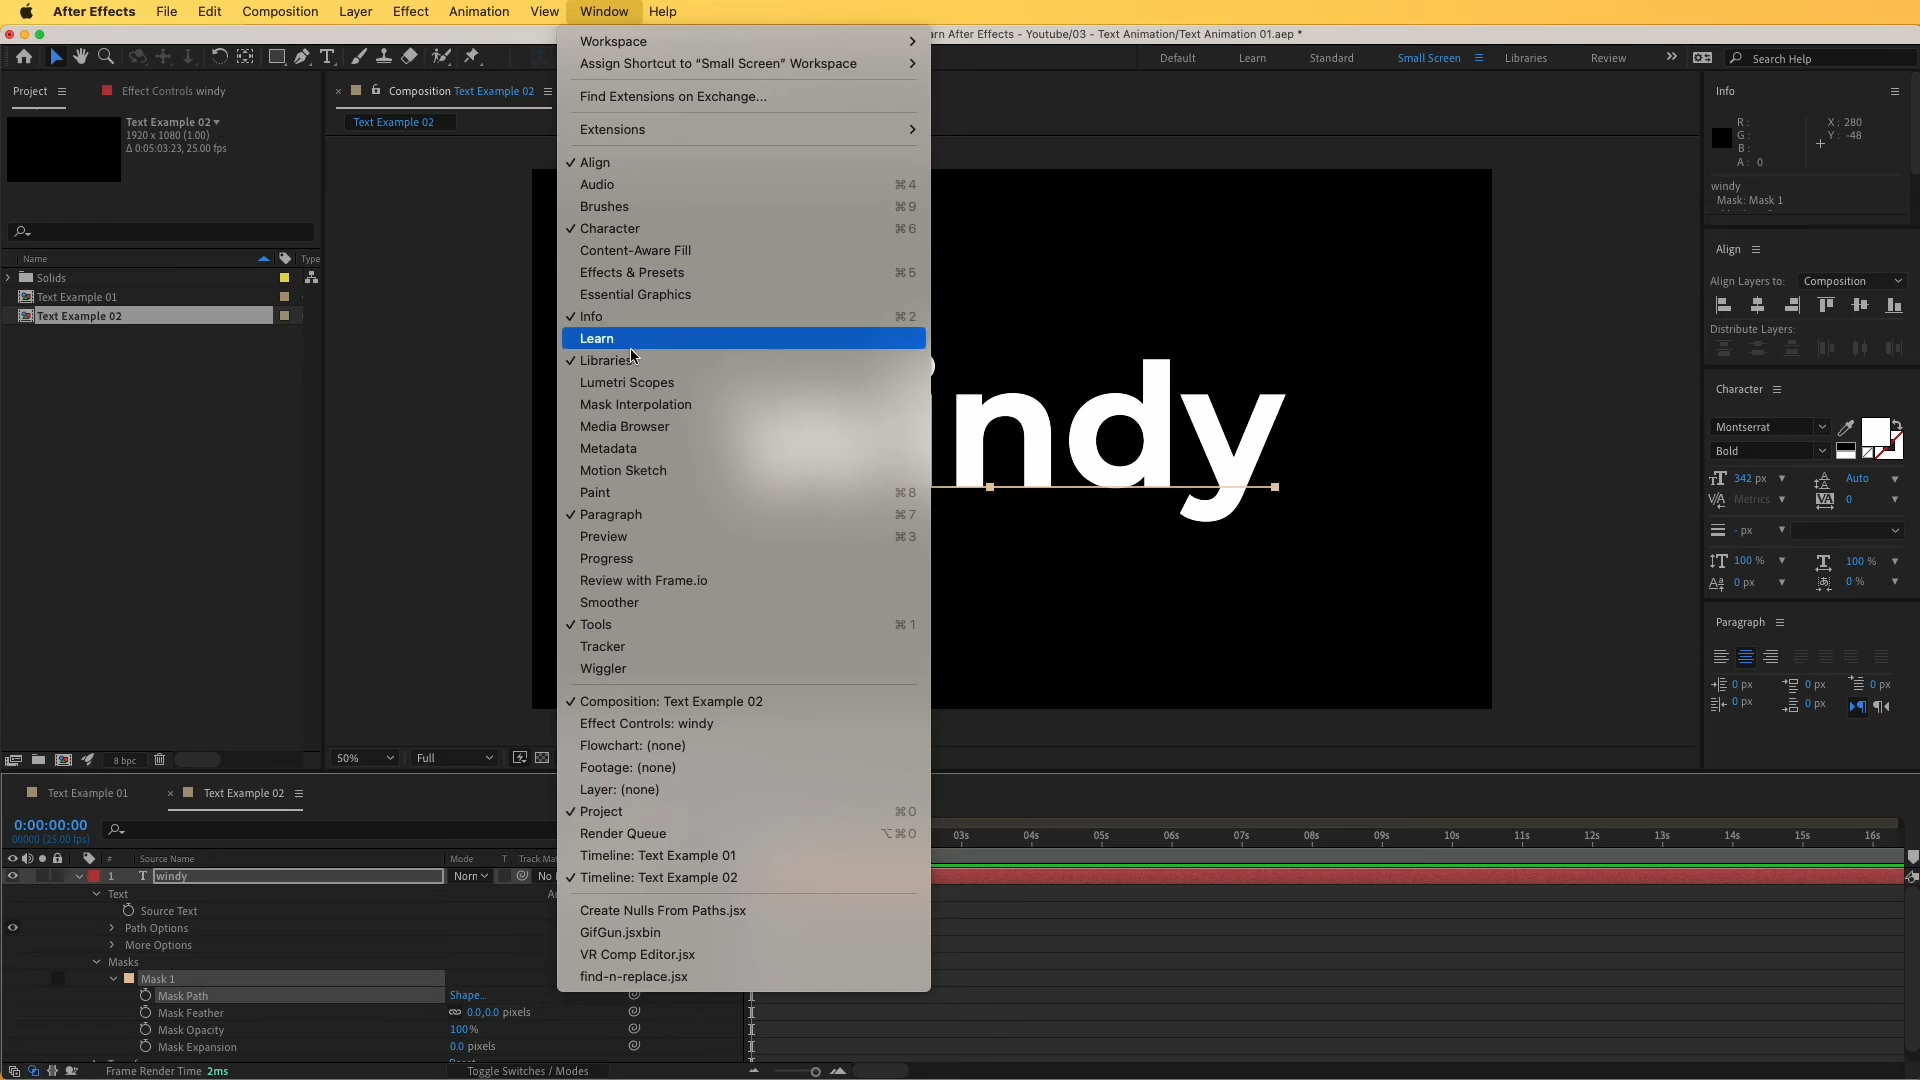 After Effects File Edit Composition Layer Effect Animation View Window Help
arn After Effects - Youtube/03 - Text Animation/Text Animation 01.aep *
Default Learn Standard Small Screen Libraries Review Search Help
Project Effect Controls windy
Composition Text Example 02
Text Example 02
Text Example 02
1920 x 1080 (1.00)
Δ 0:05:03:23, 25.00 fps
Name Type
Solids
Text Example 01
Text Example 02
8 bpc
Workspace
Assign Shortcut to “Small Screen” Workspace
Find Extensions on Exchange...
Extensions
✓ Align
Audio ⌘4
Brushes ⌘9
✓ Character ⌘6
Content-Aware Fill
Effects & Presets ⌘5
Essential Graphics
✓ Info ⌘2
Learn
✓ Libraries
Lumetri Scopes
Mask Interpolation
Media Browser
Metadata
Motion Sketch
Paint ⌘8
✓ Paragraph ⌘7
Preview ⌘3
Progress
Review with Frame.io
Smoother
✓ Tools ⌘1
Tracker
Wiggler
✓ Composition: Text Example 02
Effect Controls: windy
Flowchart: (none)
Footage: (none)
Layer: (none)
✓ Project ⌘0
Render Queue ⌥⌘0
Timeline: Text Example 01
✓ Timeline: Text Example 02
Create Nulls From Paths.jsx
GifGun.jsxbin
VR Comp Editor.jsx
find-n-replace.jsx
ndy
50% Full
Info
R : X : 280
G : Y : -48
B :
A : 0
windy
Mask: Mask 1
Align
Align Layers to: Composition
Distribute Layers:
Character
Montserrat
Bold
342 px Auto
Metrics 0
- px
100 % 100 %
0 px 0 %
Paragraph
0 px 0 px 0 px
0 px 0 px
Text Example 01 Text Example 02
0:00:00:00
00000 (25.00 fps)
# Source Name Mode T Track Mat
03s 04s 05s 06s 07s 08s 09s 10s 11s 12s 13s 14s 15s 16s
1 T windy Norn No
Text
Source Text
Path Options
More Options
Masks
Mask 1
Mask Path Shape...
Mask Feather 0.0,0.0 pixels
Mask Opacity 100%
Mask Expansion 0.0 pixels
Frame Render Time 2ms Toggle Switches / Modes